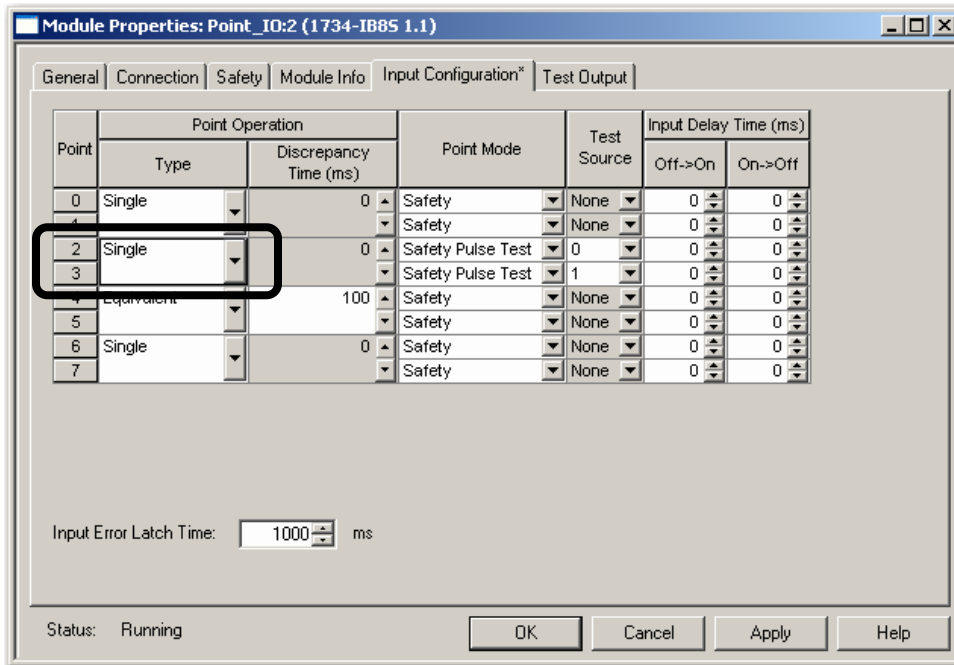 Module Properties: Point_IO:2 (1734-IB8S 1.1)
General Connection Safety Module Info Input Configuration* Test Output
Point Point Operation Point Mode Test Source Input Delay Time (ms)
Type Discrepancy Time (ms) Off->On On->Off
0 Single 0 Safety None 0 0
1 Safety None 0 0
2 Single 0 Safety Pulse Test 0 0 0
3 Safety Pulse Test 1 0 0
4 Equivalent 100 Safety None 0 0
5 Safety None 0 0
6 Single 0 Safety None 0 0
7 Safety None 0 0
Input Error Latch Time: 1000 ms
Status: Running OK Cancel Apply Help